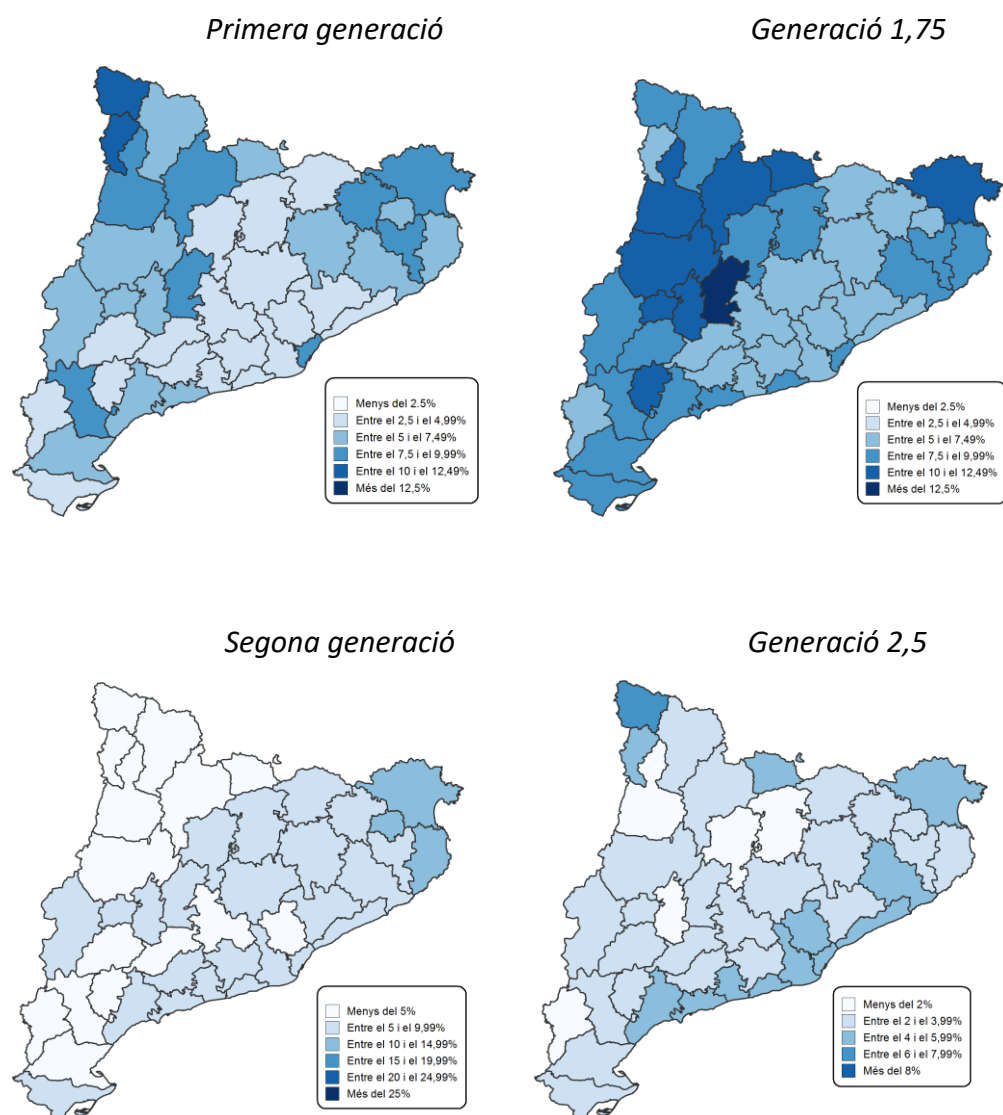 Primera generació
Generació 1,75
Menys del 2.5%
Entre el 2,5 i el 4,99%
Entre el 5 i el 7,49%
Entre el 7,5 i el 9,99%
Entre el 10 i el 12,49%
Més del 12,5%
Menys del 2.5%
Entre el 2,5 i el 4,99%
Entre el 5 i el 7,49%
Entre el 7,5 i el 9,99%
Entre el 10 i el 12,49%
Més del 12,5%
Segona generació
Generació 2,5
Menys del 5%
Entre el 5 i el 9,99%
Entre el 10 i el 14,99%
Entre el 15 i el 19,99%
Entre el 20 i el 24,99%
Més del 25%
Menys del 2%
Entre el 2 i el 3,99%
Entre el 4 i el 5,99%
Entre el 6 i el 7,99%
Més del 8%